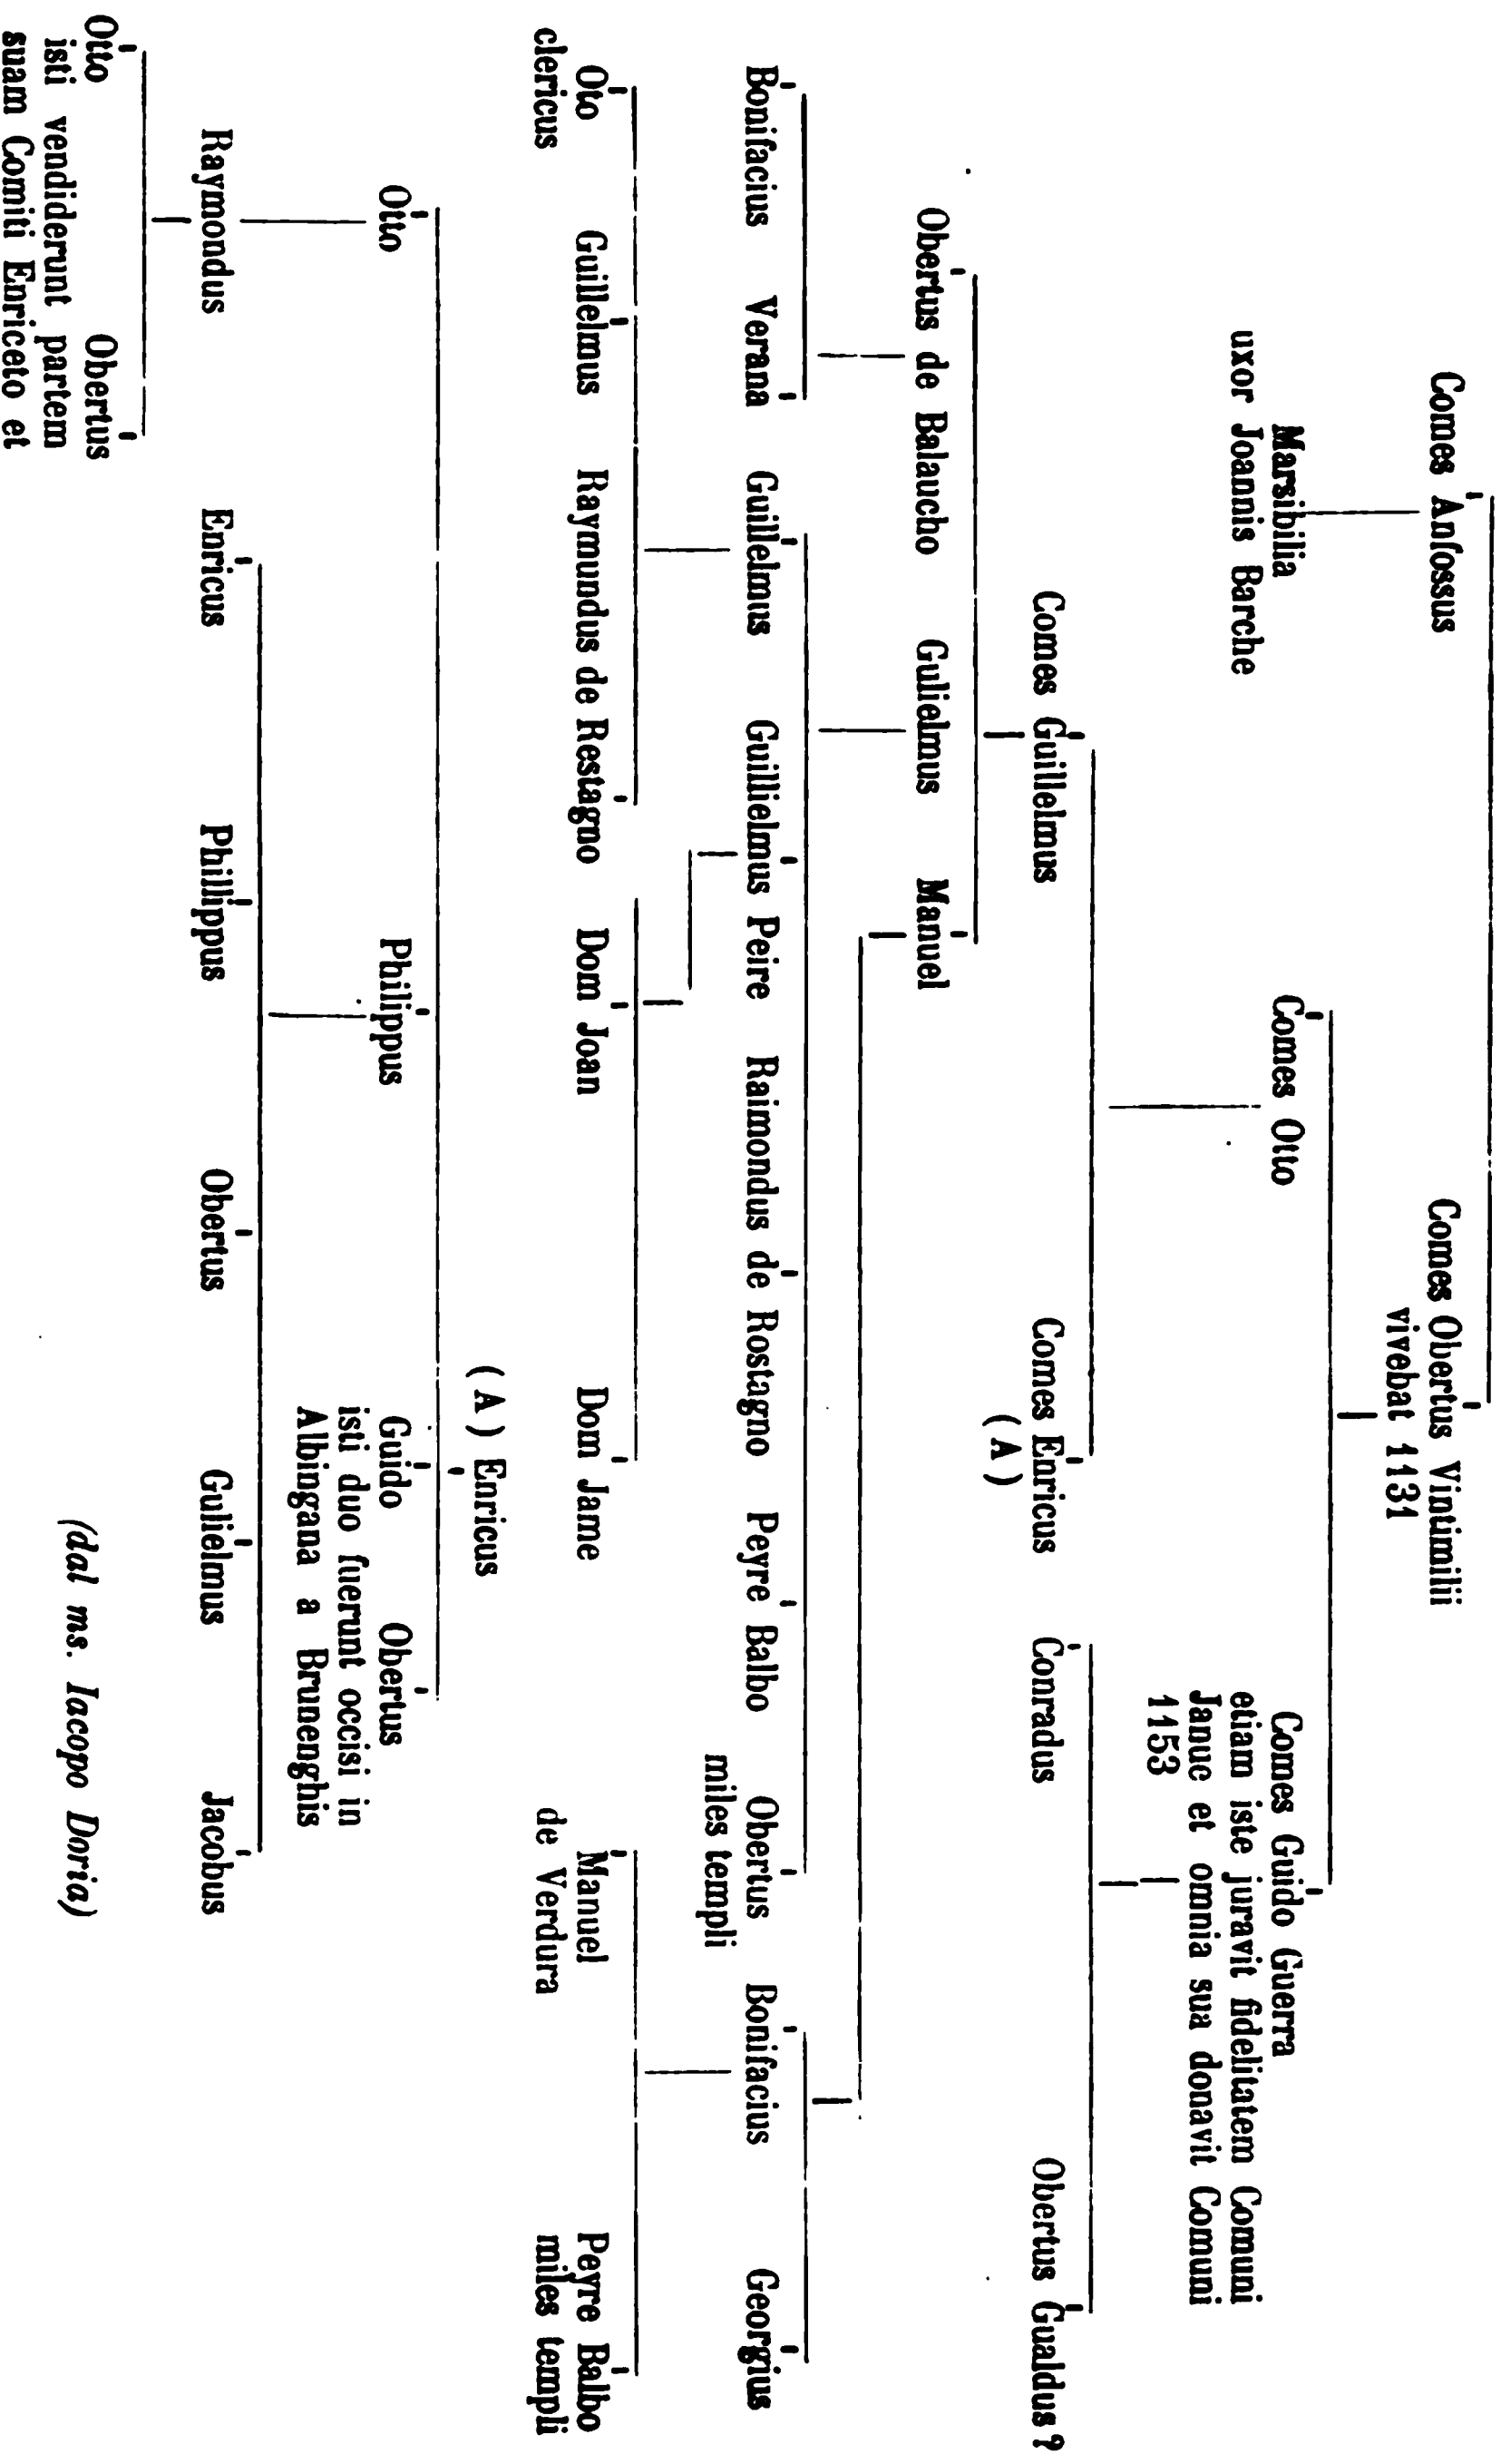 Comes Anfossus
Comes Obertus Vintimilii
vivebat 1131
Marsibilia
uxor Joannis Barche
Comes Otto
Comes Guido Guerra
etiam iste juravit fidelitatem Comuni
Janue et omnia sua donavit Comuni
1153
Comes Guillelmus
Comes Enricus
(A)
Conradus
Obertus Gualdus?
Obertus de Balaucho
Gulielmus
Manuel
Bonifacius
Verana
Guillelmus
Guillielmus Peire
Raimondus de Rostagno
Peyre Balbo
Obertus
miles templi
Bonifacius
Georgius
Oto
clericus
Guillelmus
Raymundus de Restagno
Dom Joan
Dom Jame
Manuel
de Verdura
Peyre Balbo
miles templi
(A) Enricus
Otto
Philippus
Guido
Obertus
isti duo fuerunt occisi in
Albingana a Brunenghis
Raymondus
Enricus
Phillippus
Obertus
Gulielmus
Jacobus
Otto
Obertus
isti vendiderunt partem
suam Comiti Enriceto et
(dal ms. Iacopo Doria)